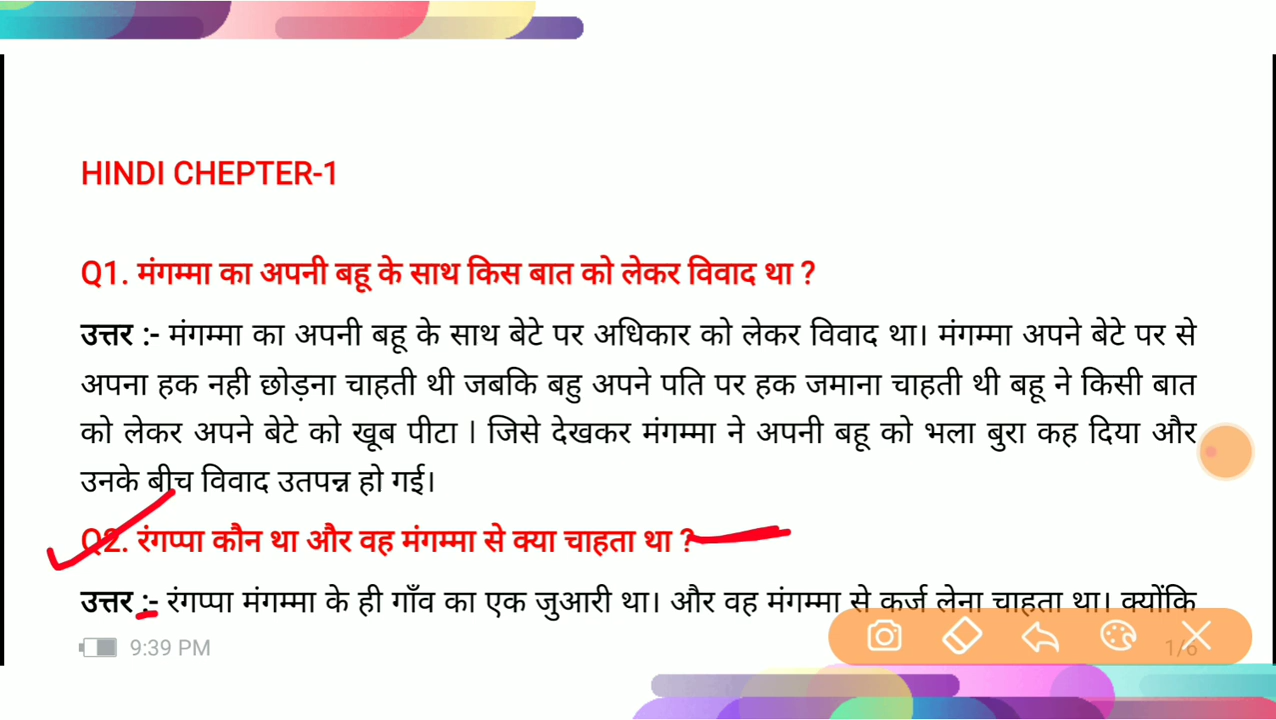 HINDI CHEPTER-1
Q1. मंगम्मा का अपनी बहू के साथ किस बात को लेकर विवाद था ?
उत्तर :- मंगम्मा का अपनी बहू के साथ बेटे पर अधिकार को लेकर विवाद था। मंगम्मा अपने बेटे पर से
अपना हक नही छोड़ना चाहती थी जबकि बहु अपने पति पर हक जमाना चाहती थी बहू ने किसी बात
को लेकर अपने बेटे को खूब पीटा | जिसे देखकर मंगम्मा ने अपनी बहू को भला बुरा कह दिया और
उनके बीच विवाद उतपन्न हो गई।
Q2. रंगप्पा कौन था और वह मंगम्मा से क्या चाहता था ?
उत्तर :- रंगप्पा मंगम्मा के ही गाँव का एक जुआरी था। और वह मंगम्मा से कर्ज लेना चाहता था। क्योंकि
9:39 PM 1/6